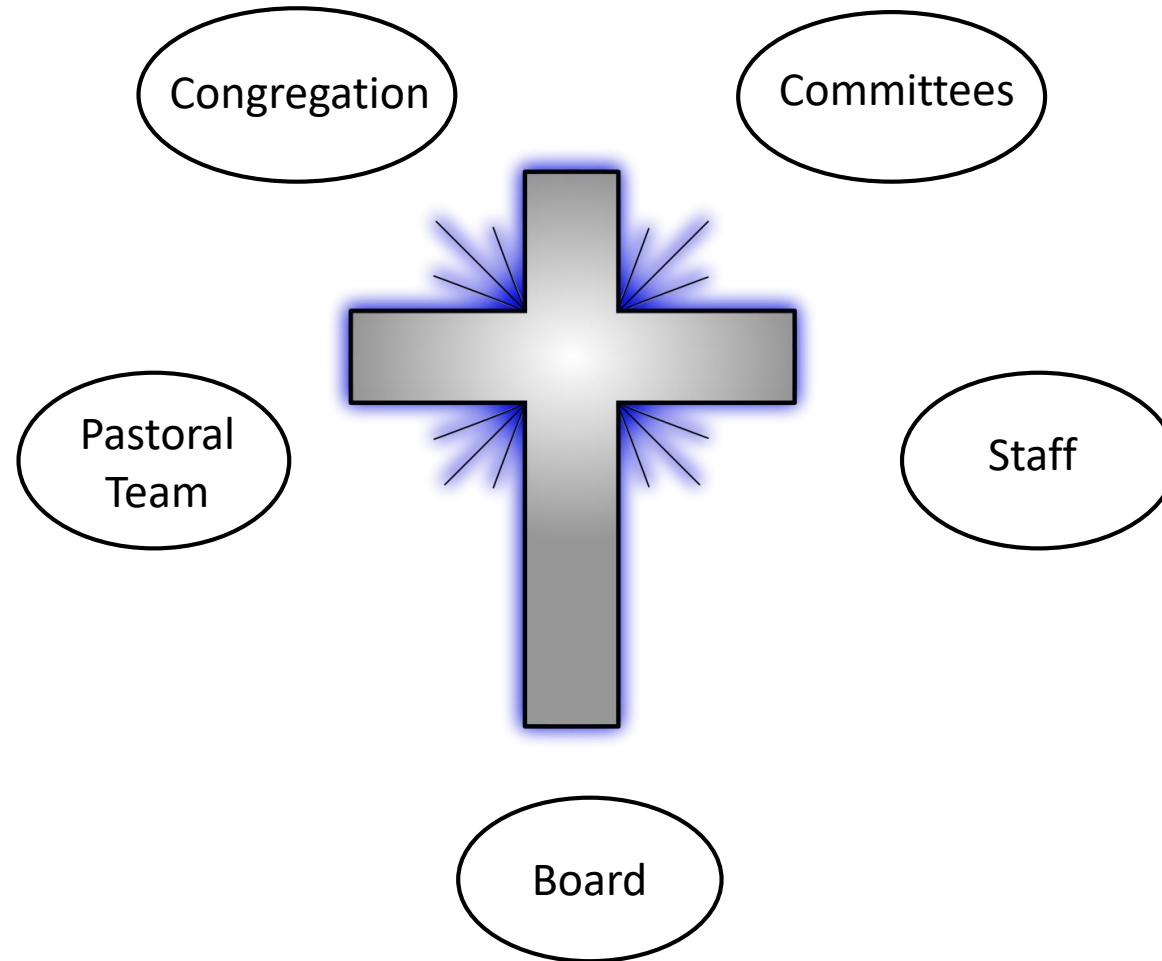 Congregation
Committees
Pastoral
Team
Staff
Board